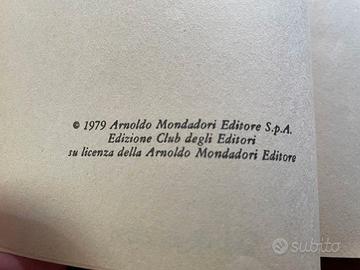 © 1979 Arnoldo Mondadori Editore S.p.A.
Edizione Club degli Editori
su licenza della Arnoldo Mondadori Editore
subito